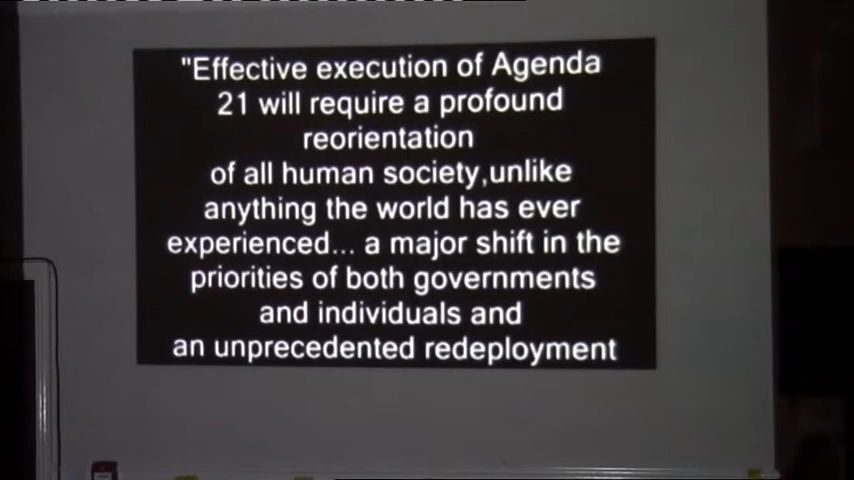 "Effective execution of Agenda
21 will require a profound
reorientation
of all human society,unlike
anything the world has ever
experienced... a major shift in the
priorities of both governments
and individuals and
an unprecedented redeployment